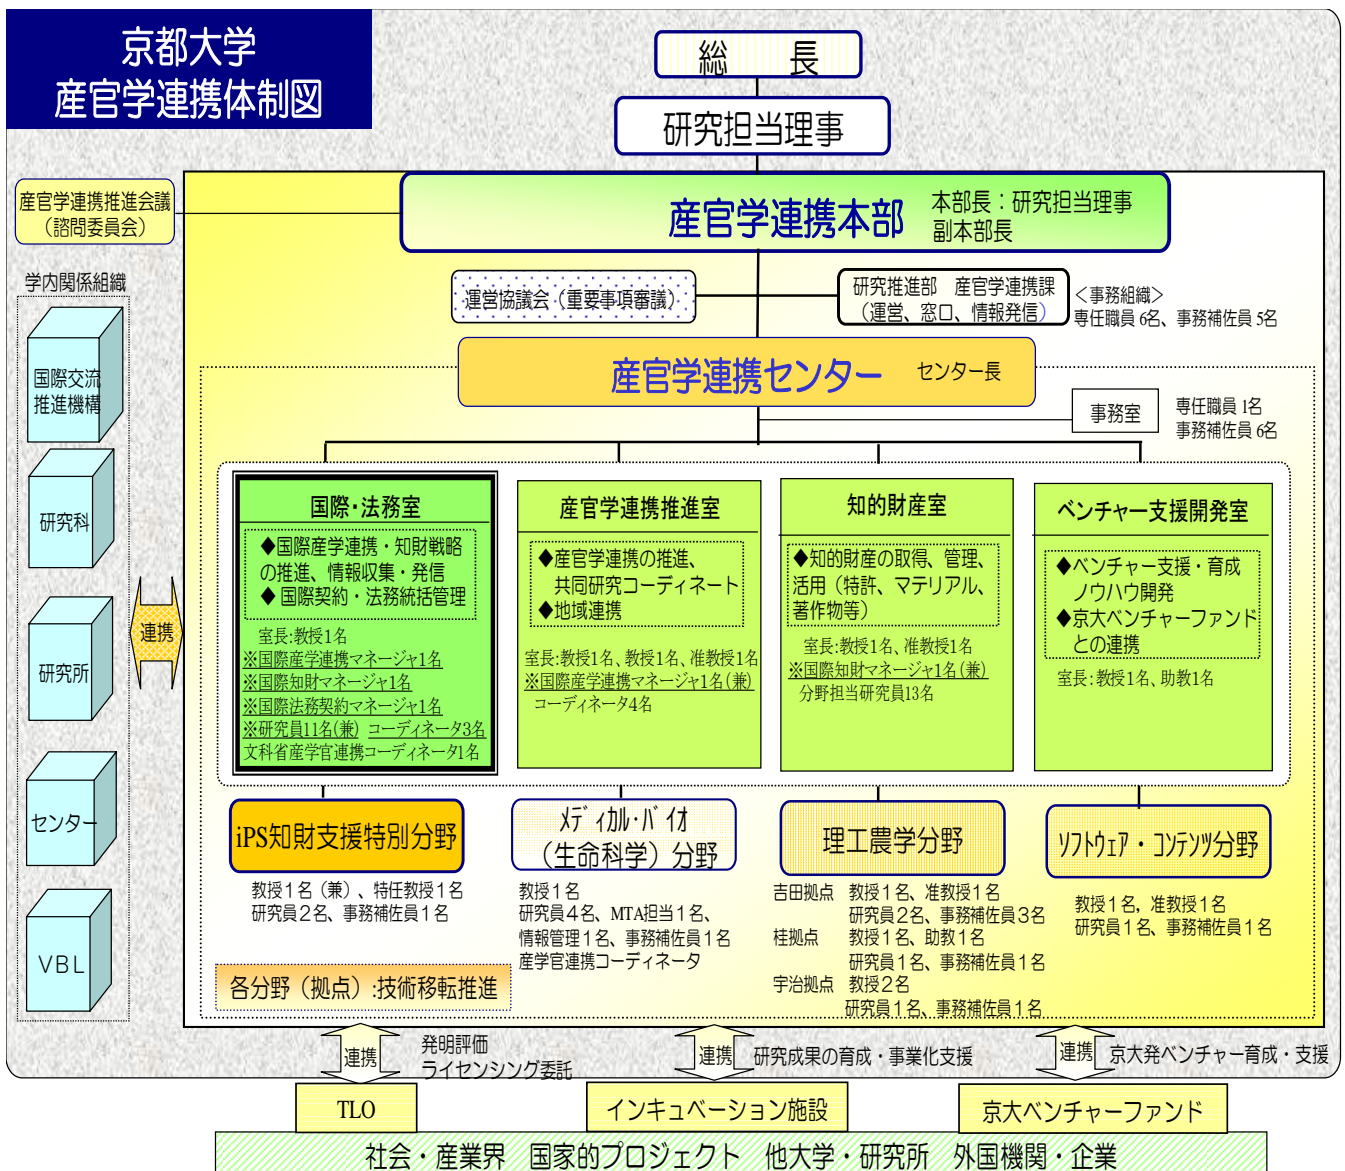 京都大学
産官学連携体制図
総　長
研究担当理事
産官学連携推進会議
（諮問委員会）
産官学連携本部
本部長：研究担当理事
副本部長
学内関係組織
運営協議会（重要事項審議）
研究推進部　産官学連携課
（運営、窓口、情報発信）
＜事務組織＞
専任職員 6名、事務補佐員 5名
産官学連携センター　センター長
事務室
専任職員 1名
事務補佐員 6名
国際交流
推進機構
研究科
研究所
センター
ＶＢＬ
連携
国際・法務室
◆国際産学連携・知財戦略
の推進、情報収集・発信
◆ 国際契約・法務統括管理
室長:教授1名
※国際産学連携マネージャ1名
※国際知財マネージャ1名
※国際法務契約マネージャ1名
※研究員11名(兼)　コーディネータ3名
文科省産学官連携コーディネータ1名
産官学連携推進室
◆産官学連携の推進、
共同研究コーディネート
◆地域連携
室長:教授1名、教授1名、准教授1名
※国際産学連携マネージャ1名(兼)
コーディネータ4名
知的財産室
◆知的財産の取得、管理、
活用（特許、マテリアル、
著作物等）
室長:教授1名、准教授1名
※国際知財マネージャ1名(兼)
分野担当研究員13名
ベンチャー支援開発室
◆ベンチャー支援・育成
ノウハウ開発
◆京大ベンチャーファンド
との連携
室長:教授1名、助教1名
iPS知財支援特別分野
教授１名（兼）、特任教授１名
研究員２名、事務補佐員１名
ﾒﾃﾞｨｶﾙ･ﾊﾞｲｵ
（生命科学）分野
教授１名
研究員４名、MTA担当１名、
情報管理１名、事務補佐員１名
産学官連携コーディネータ
理工農学分野
吉田拠点　教授１名、准教授１名
研究員２名、事務補佐員３名
桂拠点　教授１名、助教１名
研究員１名、事務補佐員１名
宇治拠点　教授２名
研究員１名、事務補佐員１名
ｿﾌﾄｳｪｱ・ｺﾝﾃﾝﾂ分野
教授１名，准教授１名
研究員１名、事務補佐員１名
各分野（拠点）:技術移転推進
連携
発明評価
ライセンシング委託
連携
研究成果の育成・事業化支援
連携
京大発ベンチャー育成・支援
TLO
インキュベーション施設
京大ベンチャーファンド
社会・産業界　国家的プロジェクト　他大学・研究所　外国機関・企業